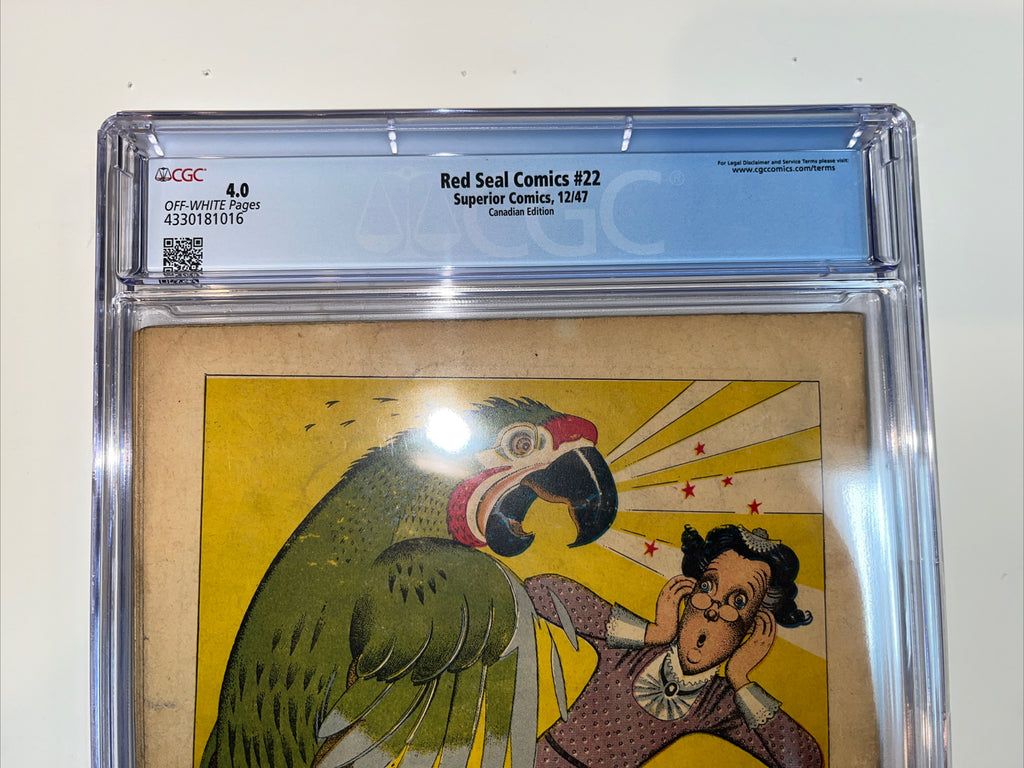 CGC
4.0
OFF-WHITE Pages
4330181016
Red Seal Comics #22
Superior Comics, 12/47
Canadian Edition
For Legal Disclaimer and Service Terms please visit:
www.cgccomics.com/terms
CGC®